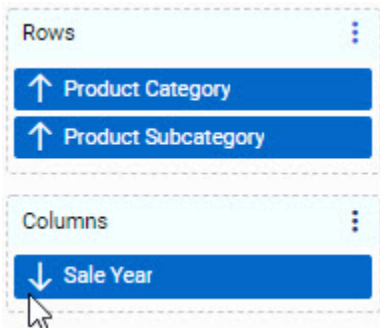 Rows
Product Category
Product Subcategory
Columns
Sale Year